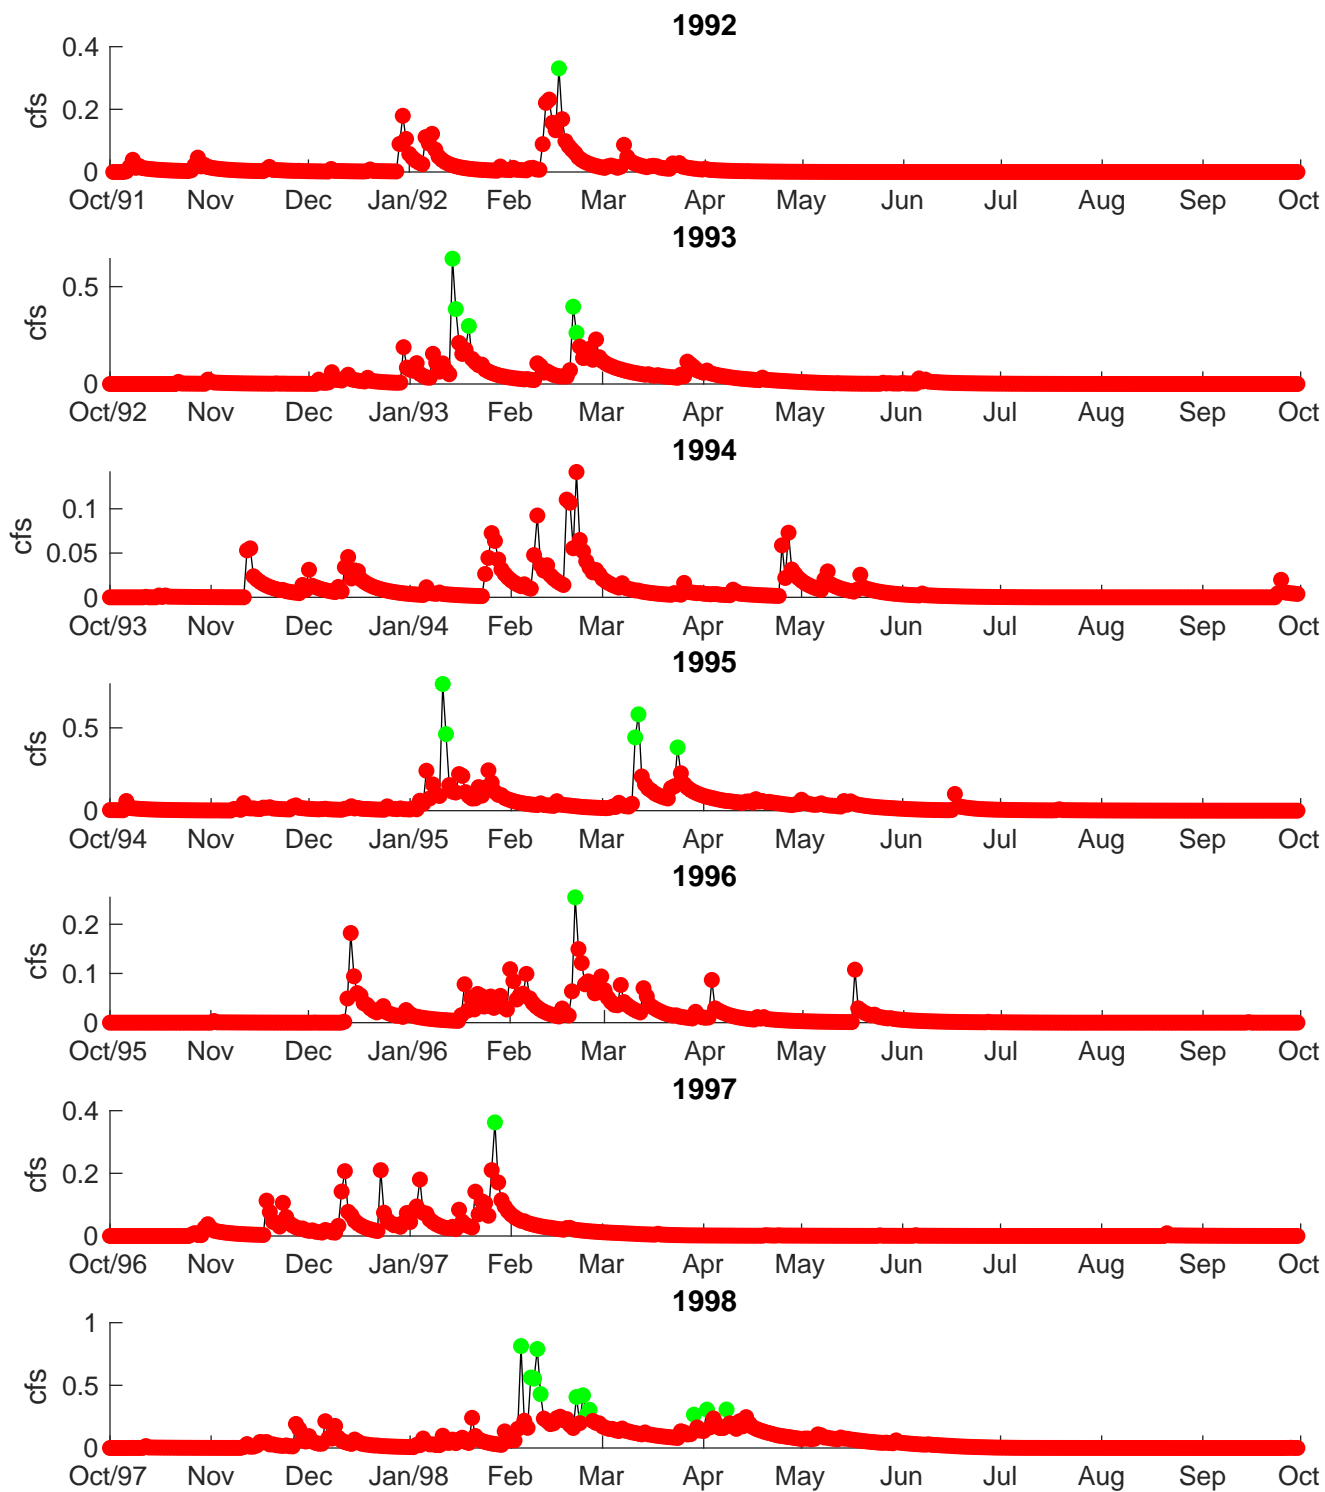 1992
cfs
0.4
0.2
0
Oct/91 Nov Dec Jan/92 Feb Mar Apr May Jun Jul Aug Sep Oct
1993
cfs
0.5
0
Oct/92 Nov Dec Jan/93 Feb Mar Apr May Jun Jul Aug Sep Oct
1994
cfs
0.1
0.05
0
Oct/93 Nov Dec Jan/94 Feb Mar Apr May Jun Jul Aug Sep Oct
1995
cfs
0.5
0
Oct/94 Nov Dec Jan/95 Feb Mar Apr May Jun Jul Aug Sep Oct
1996
cfs
0.2
0.1
0
Oct/95 Nov Dec Jan/96 Feb Mar Apr May Jun Jul Aug Sep Oct
1997
cfs
0.4
0.2
0
Oct/96 Nov Dec Jan/97 Feb Mar Apr May Jun Jul Aug Sep Oct
1998
cfs
1
0.5
0
Oct/97 Nov Dec Jan/98 Feb Mar Apr May Jun Jul Aug Sep Oct